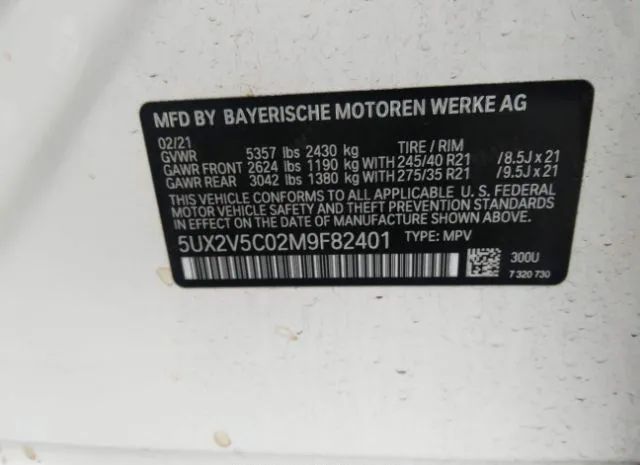 MFD BY BAYERISCHE MOTOREN WERKE AG
02/21
GVWR 5357 lbs 2430 kg TIRE / RIM
GAWR FRONT 2624 lbs 1190 kg WITH 245/40 R21 /8.5J x 21
GAWR REAR 3042 lbs 1380 kg WITH 275/35 R21 /9.5J x 21
THIS VEHICLE CONFORMS TO ALL APPLICABLE U. S. FEDERAL
MOTOR VEHICLE SAFETY AND THEFT PREVENTION STANDARDS
IN EFFECT ON THE DATE OF MANUFACTURE SHOWN ABOVE.
5UX2V5C02M9F82401 TYPE: MPV
300U
7 320 730